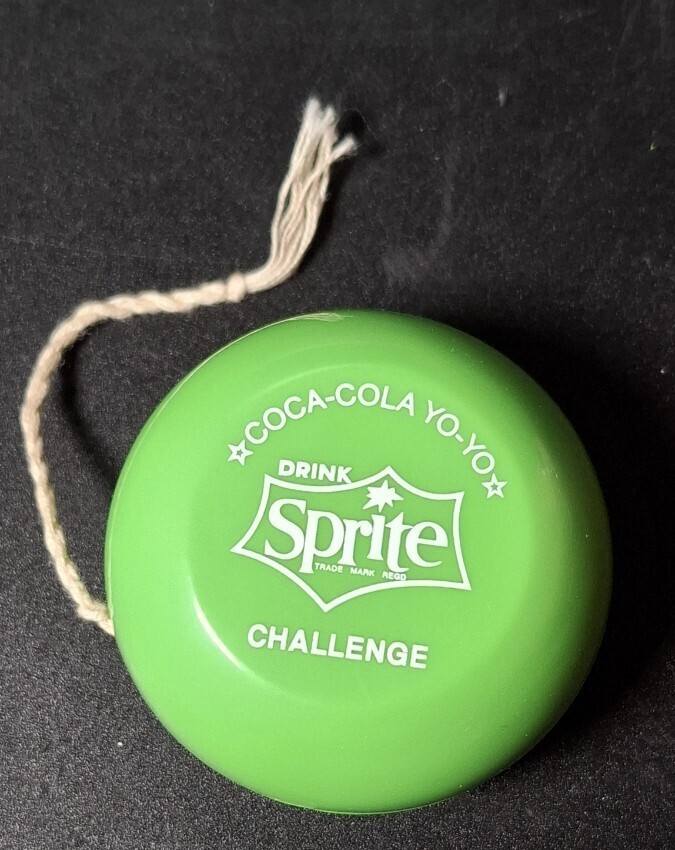 COCA-COLA YO-YO
DRINK
Sprite
TRADE MARK REGD
CHALLENGE